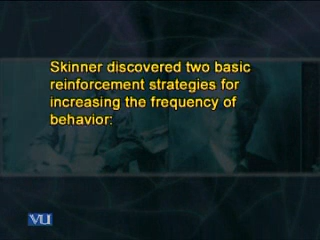 Skinner discovered two basic
reinforcement strategies for
increasing the frequency of
behavior:
VU